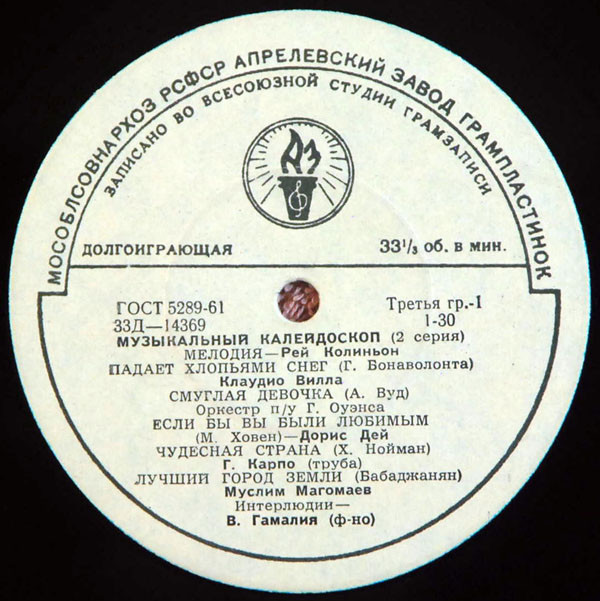 МОСОБЛСОВНАРХОЗ РСФСР АПРЕЛЕВСКИЙ ЗАВОД ГРАМПЛАСТИНОК
ЗАПИСАНО ВО ВСЕСОЮЗНОЙ СТУДИИ ГРАМЗАПИСИ
АЗ
ДОЛГОИГРАЮЩАЯ 33⅓ об. в мин.
ГОСТ 5289-61 Третья гр.-1
33Д—14369 1-30
МУЗЫКАЛЬНЫЙ КАЛЕЙДОСКОП (2 серия)
МЕЛОДИЯ—Рей Колиньон
ПАДАЕТ ХЛОПЬЯМИ СНЕГ (Г. Бонаволонта)
Клаудио Вилла
СМУГЛАЯ ДЕВОЧКА (А. Вуд)
Оркестр п/у Г. Оуэнса
ЕСЛИ БЫ ВЫ БЫЛИ ЛЮБИМЫМ
(М. Ховен)—Дорис Дей
ЧУДЕСНАЯ СТРАНА (Х. Нойман)
Г. Карпо (труба)
ЛУЧШИЙ ГОРОД ЗЕМЛИ (Бабаджанян)
Муслим Магомаев
Интерлюдии—
В. Гамалия (ф-но)